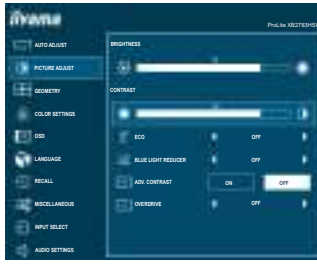 iiyama
ProLite XB2783HSU
AUTO ADJUST
PICTURE ADJUST
GEOMETRY
COLOR SETTINGS
OSD
LANGUAGE
RECALL
MISCELLANEOUS
INPUT SELECT
AUDIO SETTINGS
BRIGHTNESS
CONTRAST
ECO OFF
BLUE LIGHT REDUCER OFF
ADV. CONTRAST ON OFF
OVERDRIVE OFF